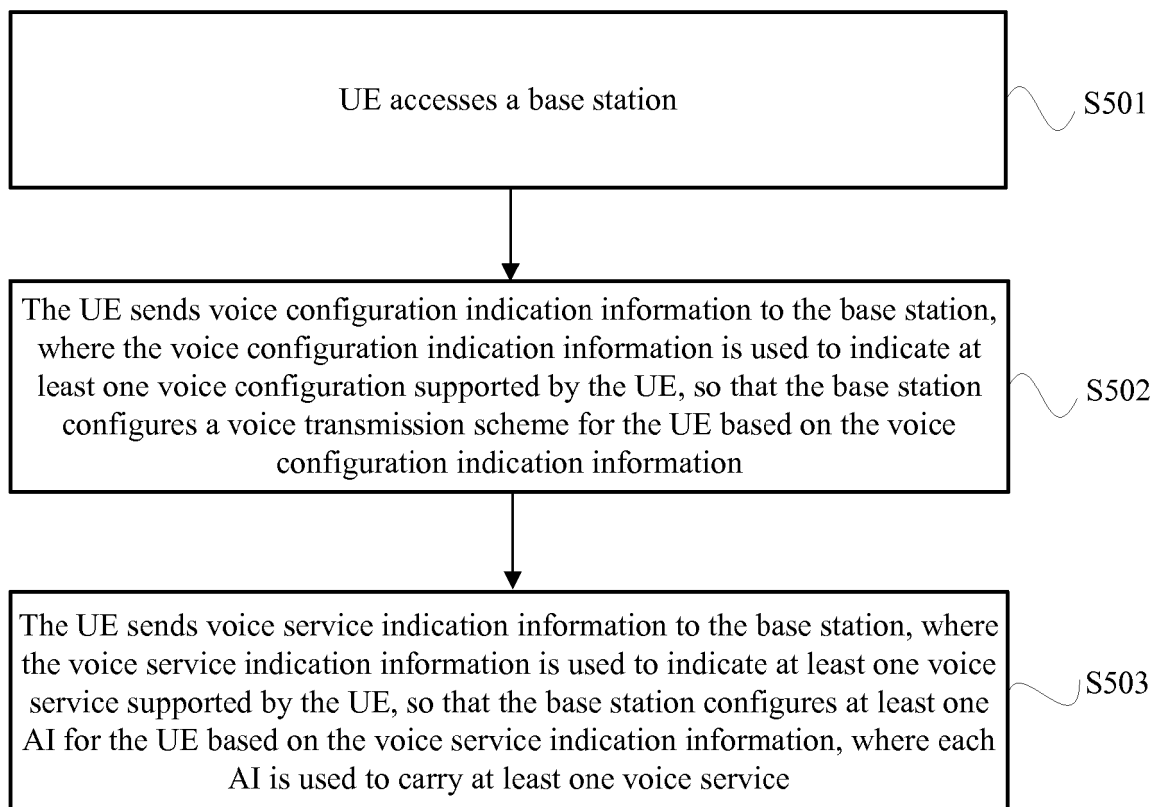 UE accesses a base station
S501
The UE sends voice configuration indication information to the base station,
where the voice configuration indication information is used to indicate at
least one voice configuration supported by the UE, so that the base station
configures a voice transmission scheme for the UE based on the voice
configuration indication information
S502
The UE sends voice service indication information to the base station, where
the voice service indication information is used to indicate at least one voice
service supported by the UE, so that the base station configures at least one
AI for the UE based on the voice service indication information, where each
AI is used to carry at least one voice service
S503